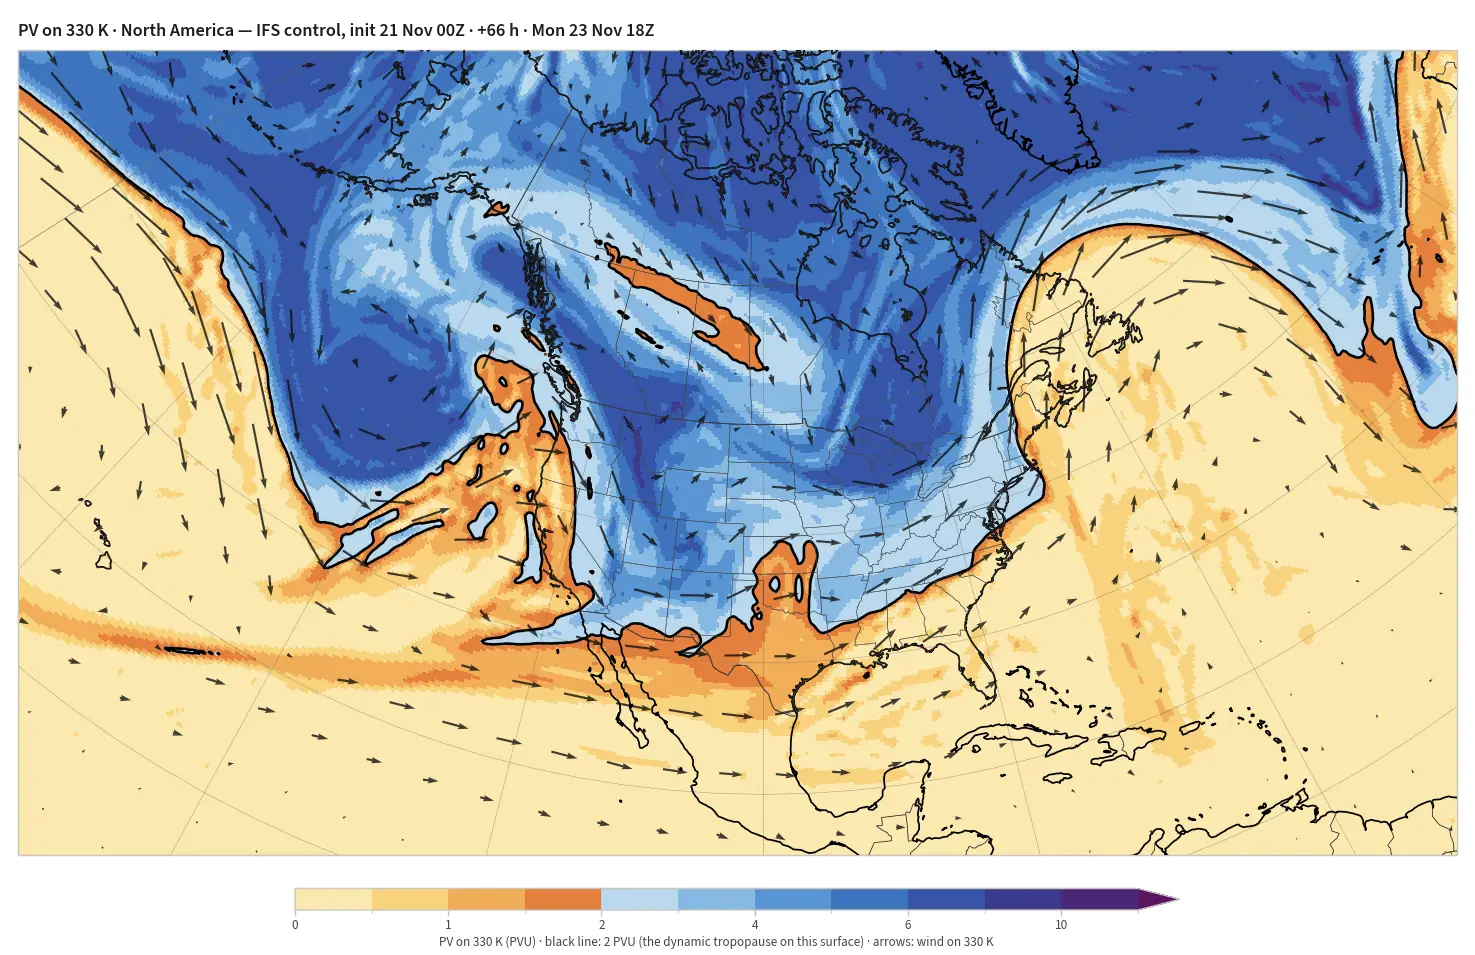 PV on 330 K · North America — IFS control, init 21 Nov 00Z · +66 h · Mon 23 Nov 18Z
0 1 2 4 6 10
PV on 330 K (PVU) · black line: 2 PVU (the dynamic tropopause on this surface) · arrows: wind on 330 K